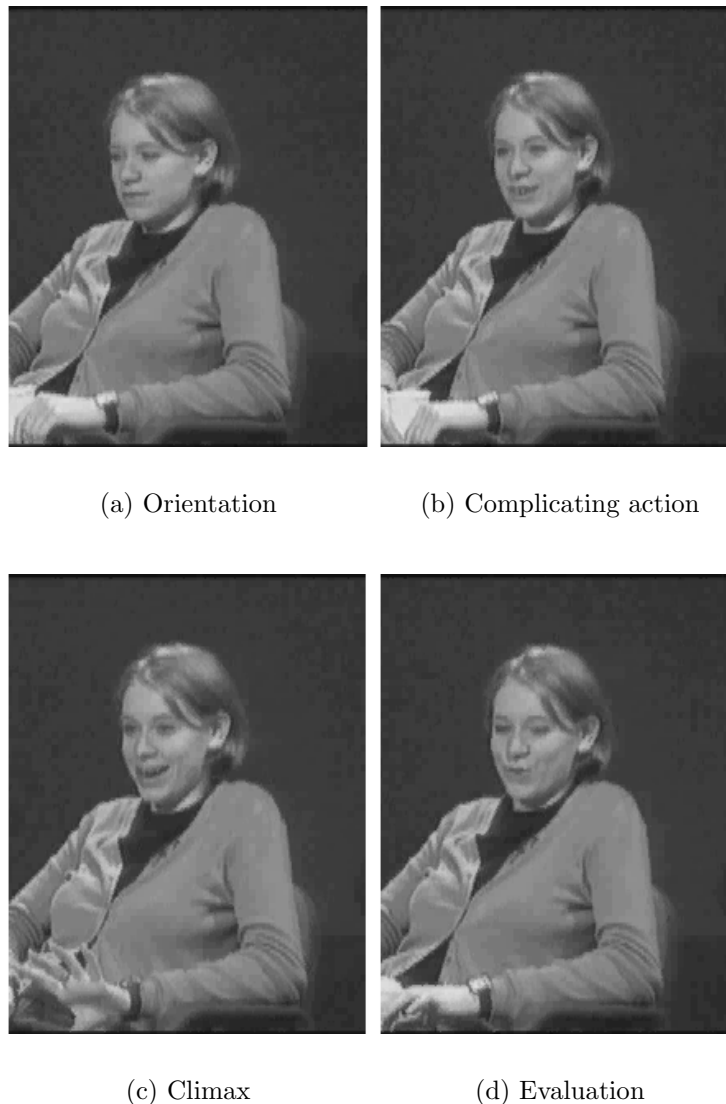 (a) Orientation
(b) Complicating action
(c) Climax
(d) Evaluation